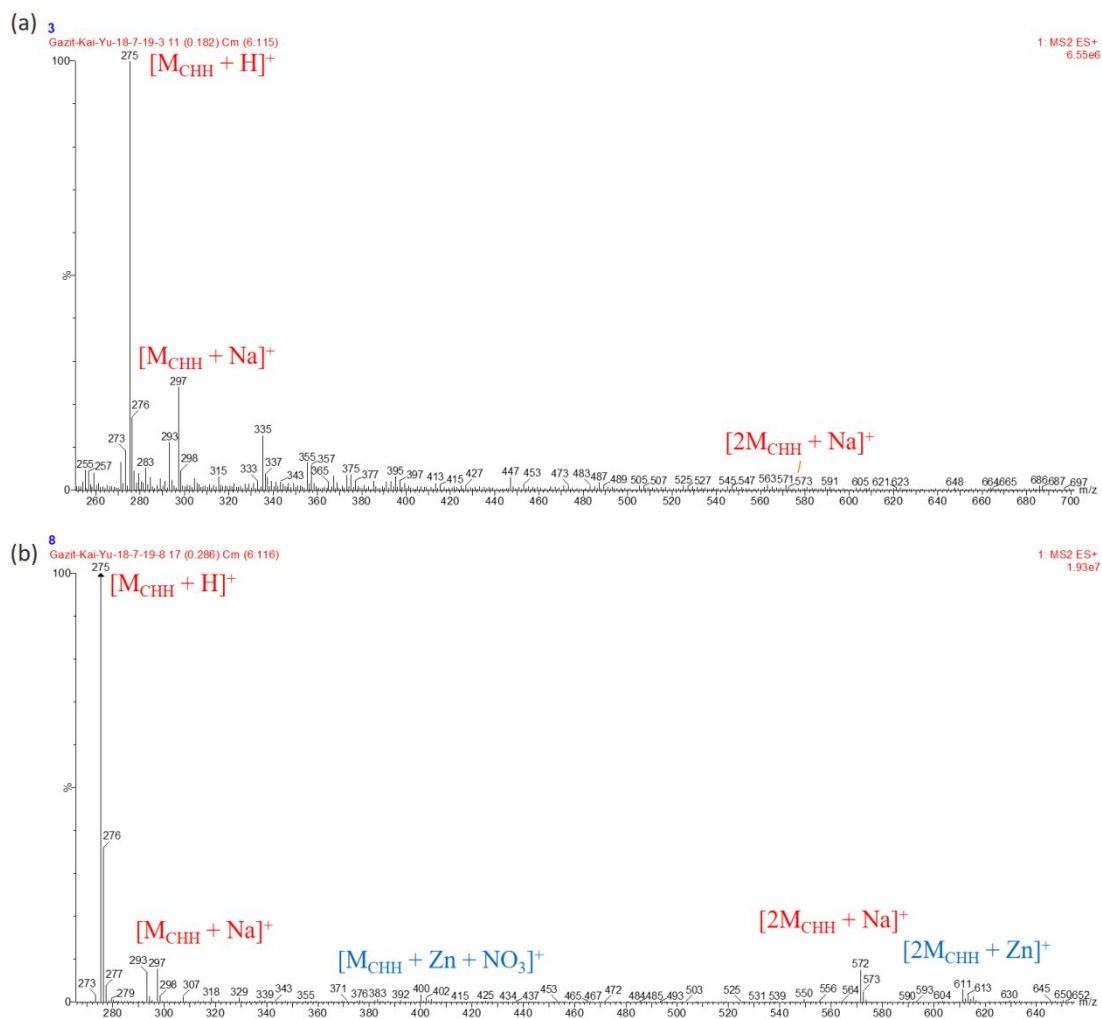 (a)
3
Gazit-Kai-Yu-18-7-19-3 11 (0.182) Cm (6:115)
1: MS2 ES+
6.55e6
100
%
0
275
[M_CHH + H]+
[M_CHH + Na]+
[2M_CHH + Na]+
255 257 273 276 283 293 297 298 315 333 335 337 343 355 357 365 375 377 395 397 413 415 427 447 453 473 483 487 489 505 507 525 527 545 547 563 571 573 591 605 621 623 648 664 665 686 687 697
260 280 300 320 340 360 380 400 420 440 460 480 500 520 540 560 580 600 620 640 660 680 700 m/z
(b)
8
Gazit-Kai-Yu-18-7-19-8 17 (0.286) Cm (6:116)
1: MS2 ES+
1.93e7
100
%
0
275
[M_CHH + H]+
[M_CHH + Na]+
[M_CHH + Zn + NO3]+
[2M_CHH + Na]+
[2M_CHH + Zn]+
273 276 277 279 293 297 298 307 318 329 339 343 355 371 376 383 392 400 402 415 425 434 437 453 465 467 472 484 485 493 503 525 531 539 550 556 564 572 573 590 593 604 611 613 630 645 650 652
280 300 320 340 360 380 400 420 440 460 480 500 520 540 560 580 600 620 640 m/z